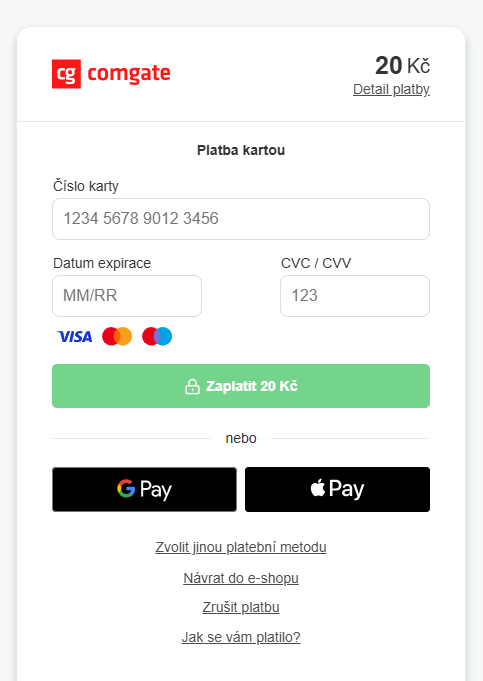 cg comgate
20 Kč
Detail platby
Platba kartou
Číslo karty
1234 5678 9012 3456
Datum expirace CVC / CVV
MM/RR 123
VISA
Zaplatit 20 Kč
nebo
G Pay Pay
Zvolit jinou platební metodu
Návrat do e-shopu
Zrušit platbu
Jak se vám platilo?